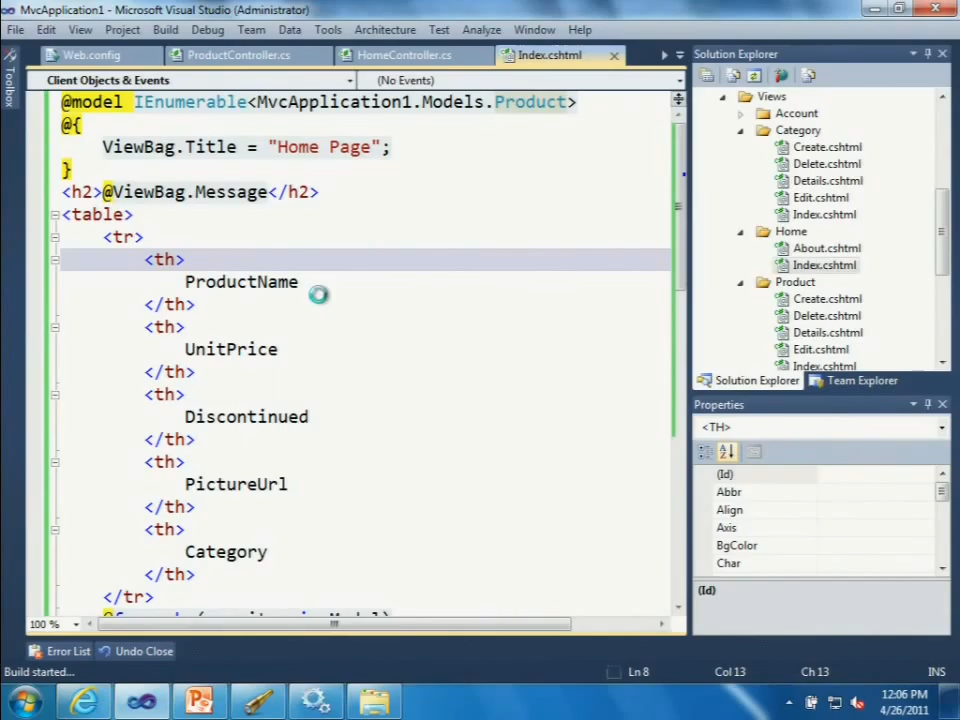 MvcApplication1 - Microsoft Visual Studio (Administrator)
File Edit View Project Build Debug Team Data Tools Architecture Test Analyze Window Help
Toolbox
Web.config ProductController.cs HomeController.cs Index.cshtml
Client Objects & Events (No Events)
@model IEnumerable<MvcApplication1.Models.Product>
@{
ViewBag.Title = "Home Page";
}
<h2>@ViewBag.Message</h2>
<table>
<tr>
<th>
ProductName
</th>
<th>
UnitPrice
</th>
<th>
Discontinued
</th>
<th>
PictureUrl
</th>
<th>
Category
</th>
</tr>
100 %
Solution Explorer
Views
Account
Category
Create.cshtml
Delete.cshtml
Details.cshtml
Edit.cshtml
Index.cshtml
Home
About.cshtml
Index.cshtml
Product
Create.cshtml
Delete.cshtml
Details.cshtml
Edit.cshtml
Index.cshtml
Solution Explorer Team Explorer
Properties
<TH>
(Id)
Abbr
Align
Axis
BgColor
Char
(Id)
Error List Undo Close
Build started... Ln 8 Col 13 Ch 13 INS
12:06 PM
4/26/2011